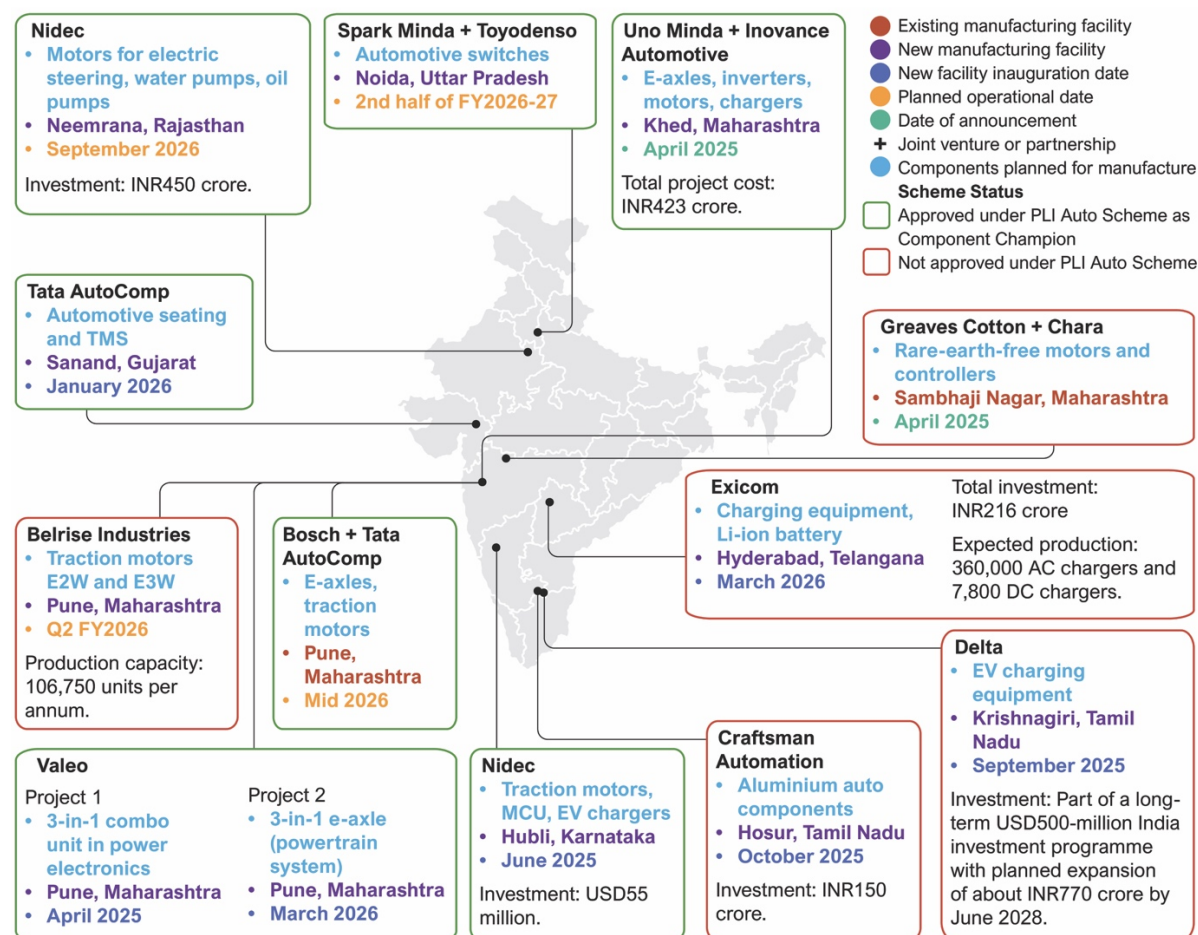 Nidec
• Motors for electric
steering, water pumps, oil
pumps
• Neemrana, Rajasthan
• September 2026
Investment: INR450 crore.
Spark Minda + Toyodenso
• Automotive switches
• Noida, Uttar Pradesh
• 2nd half of FY2026-27
Uno Minda + Inovance
Automotive
• E-axles, inverters,
motors, chargers
• Khed, Maharashtra
• April 2025
Total project cost:
INR423 crore.
Existing manufacturing facility
New manufacturing facility
New facility inauguration date
Planned operational date
Date of announcement
+ Joint venture or partnership
Components planned for manufacture
Scheme Status
Approved under PLI Auto Scheme as
Component Champion
Not approved under PLI Auto Scheme
Tata AutoComp
• Automotive seating
and TMS
• Sanand, Gujarat
• January 2026
Greaves Cotton + Chara
• Rare-earth-free motors and
controllers
• Sambhaji Nagar, Maharashtra
• April 2025
Exicom
• Charging equipment,
Li-ion battery
• Hyderabad, Telangana
• March 2026
Total investment:
INR216 crore
Expected production:
360,000 AC chargers and
7,800 DC chargers.
Belrise Industries
• Traction motors
E2W and E3W
• Pune, Maharashtra
• Q2 FY2026
Production capacity:
106,750 units per
annum.
Bosch + Tata
AutoComp
• E-axles,
traction
motors
• Pune,
Maharashtra
• Mid 2026
Delta
• EV charging
equipment
• Krishnagiri, Tamil
Nadu
• September 2025
Investment: Part of a long-
term USD500-million India
investment programme
with planned expansion
of about INR770 crore by
June 2028.
Valeo
Project 1
• 3-in-1 combo
unit in power
electronics
• Pune, Maharashtra
• April 2025
Project 2
• 3-in-1 e-axle
(powertrain
system)
• Pune, Maharashtra
• March 2026
Nidec
• Traction motors,
MCU, EV chargers
• Hubli, Karnataka
• June 2025
Investment: USD55
million.
Craftsman
Automation
• Aluminium auto
components
• Hosur, Tamil Nadu
• October 2025
Investment: INR150
crore.